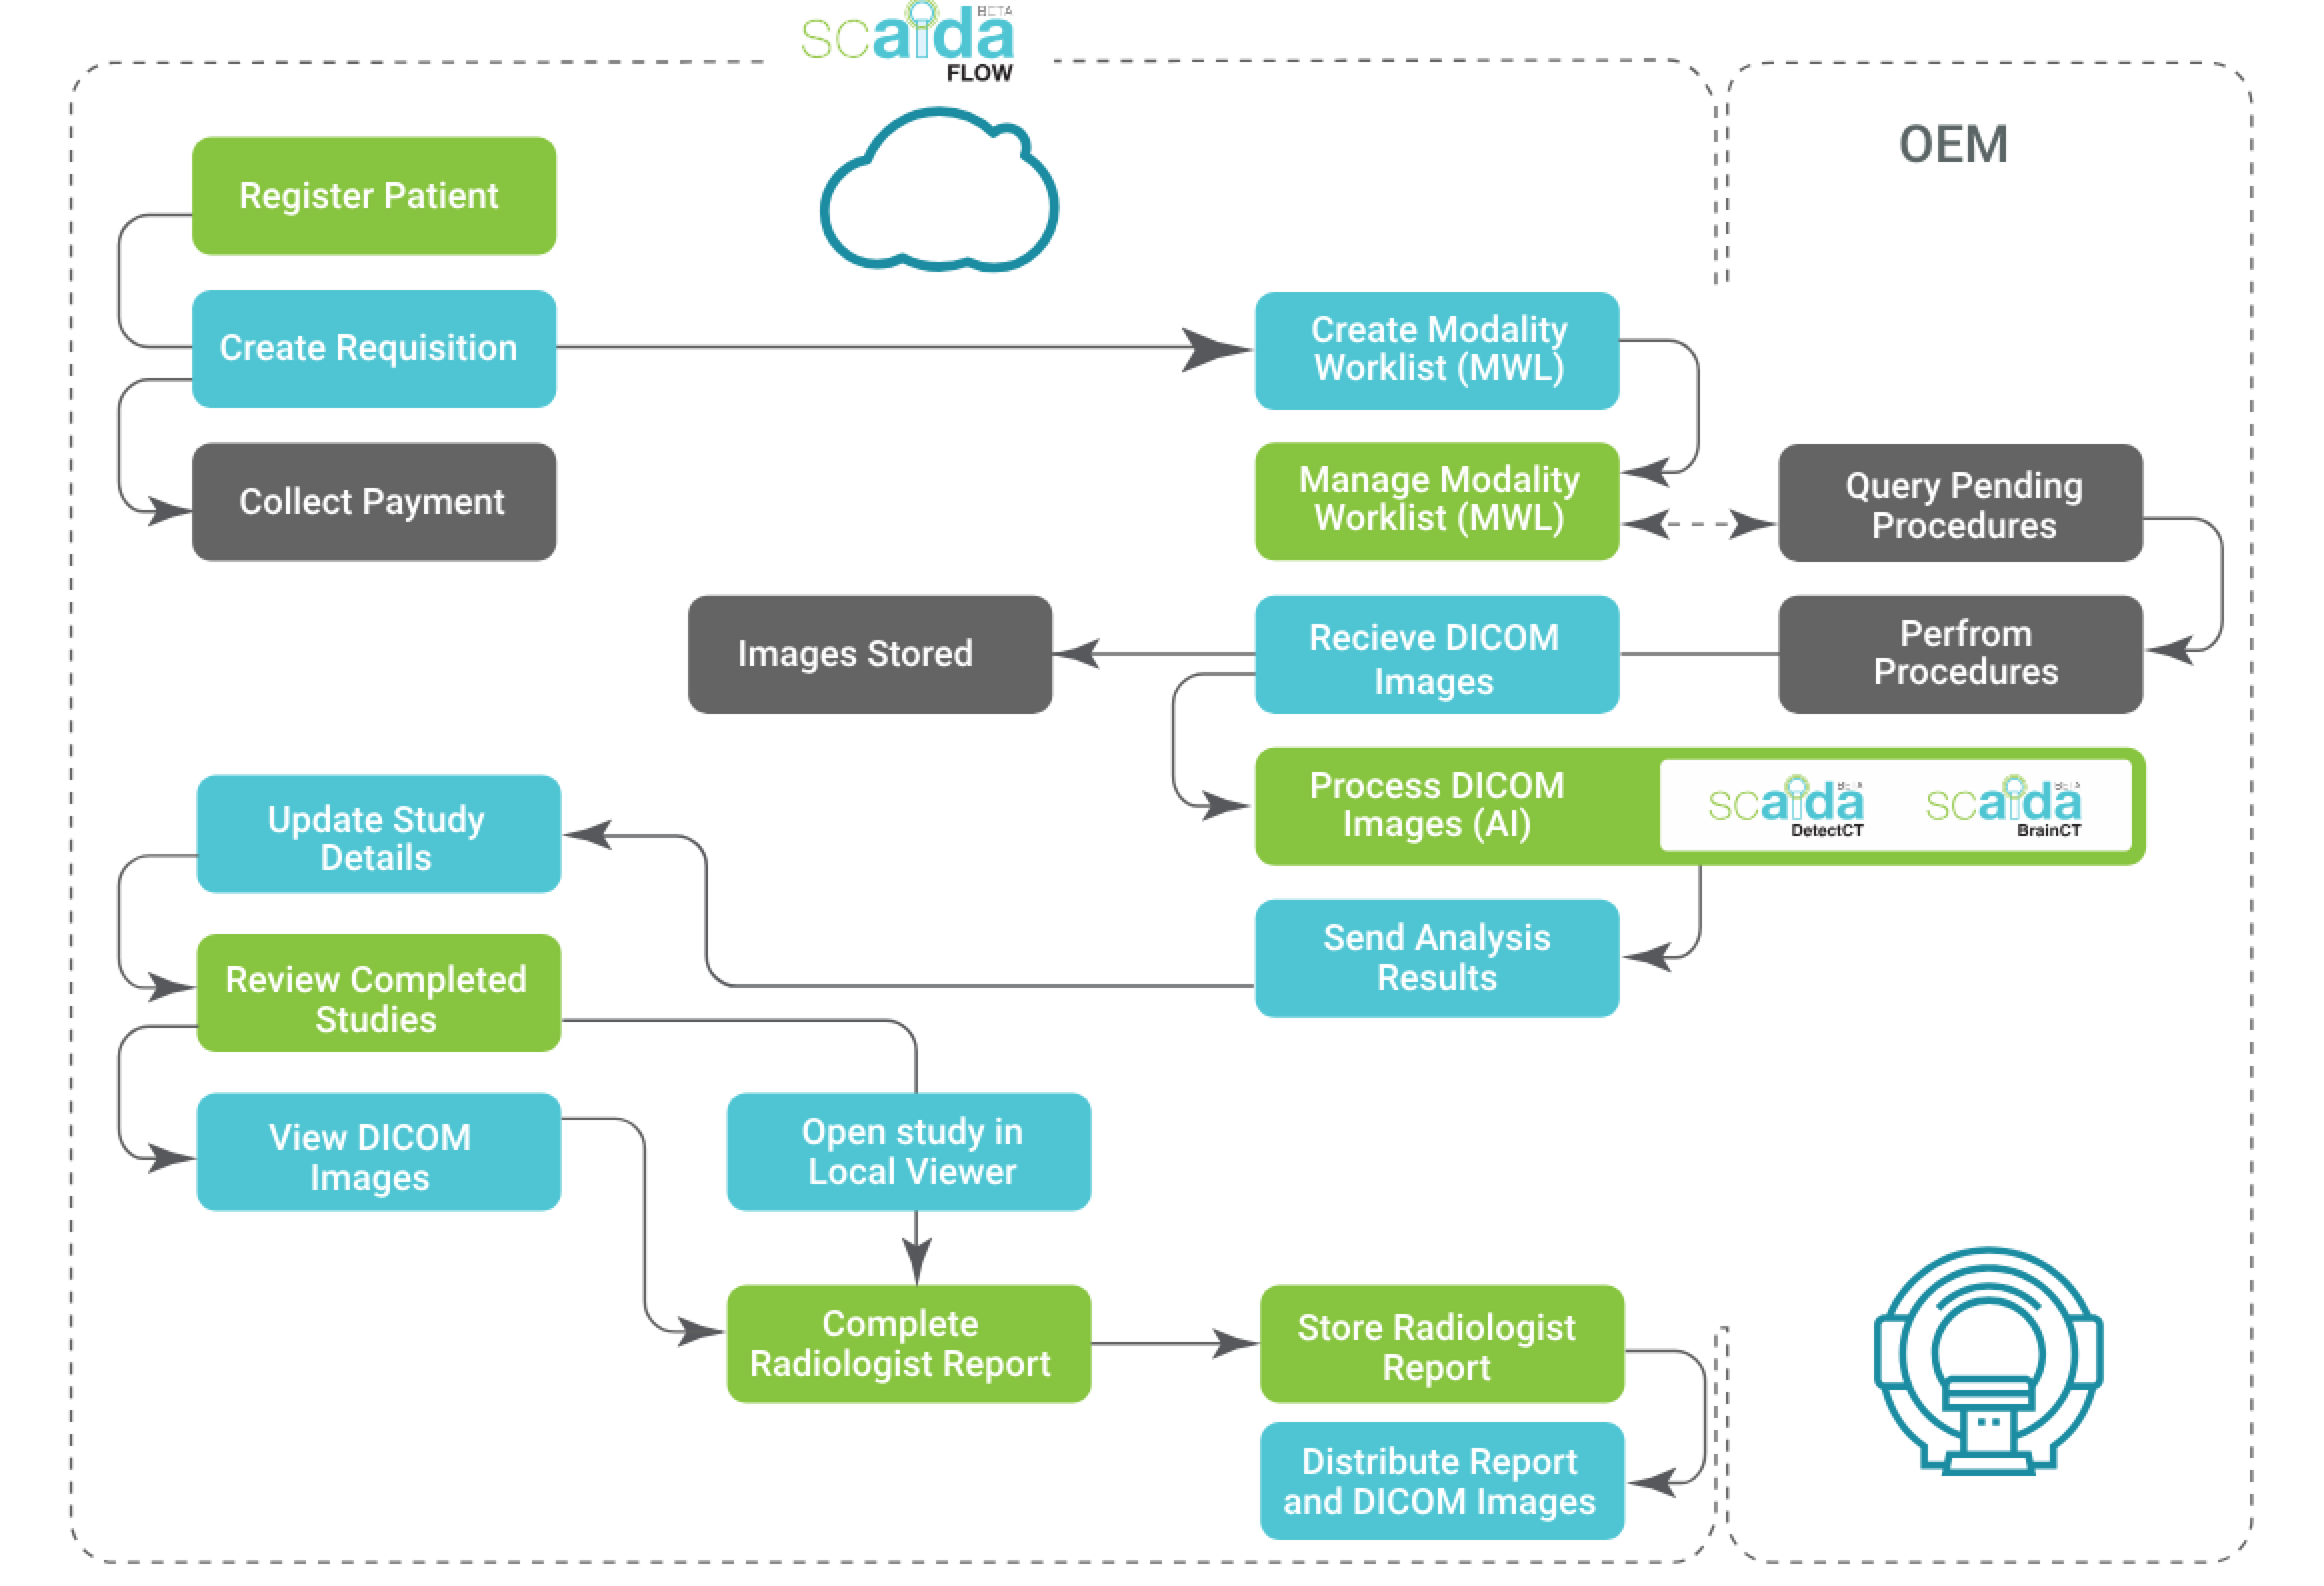 scaida
BETA
FLOW
OEM
Register Patient
Create Requisition
Collect Payment
Create Modality
Worklist (MWL)
Manage Modality
Worklist (MWL)
Query Pending
Procedures
Images Stored
Recieve DICOM
Images
Perfrom
Procedures
Process DICOM
Images (AI)
scaida
BETA
DetectCT
scaida
BETA
BrainCT
Update Study
Details
Send Analysis
Results
Review Completed
Studies
View DICOM
Images
Open study in
Local Viewer
Complete
Radiologist Report
Store Radiologist
Report
Distribute Report
and DICOM Images